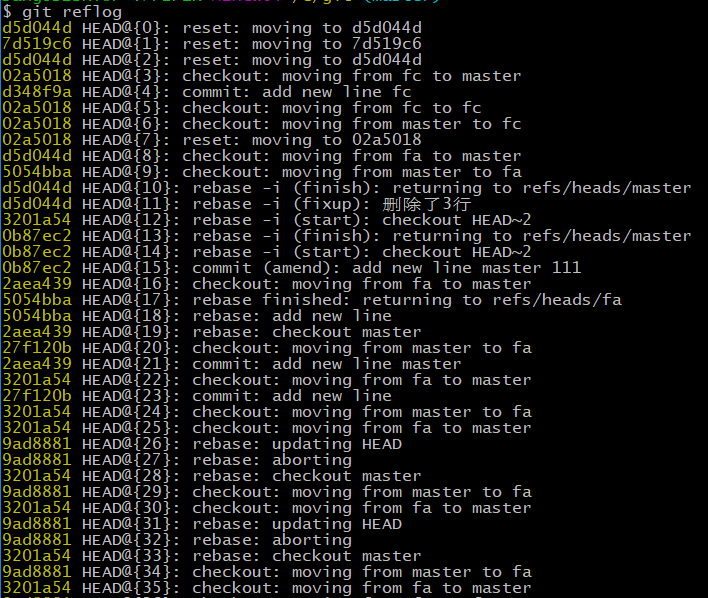 $ git reflog
d5d044d HEAD@{0}: reset: moving to d5d044d
7d519c6 HEAD@{1}: reset: moving to 7d519c6
d5d044d HEAD@{2}: reset: moving to d5d044d
02a5018 HEAD@{3}: checkout: moving from fc to master
d348f9a HEAD@{4}: commit: add new line fc
02a5018 HEAD@{5}: checkout: moving from fc to fc
02a5018 HEAD@{6}: checkout: moving from master to fc
02a5018 HEAD@{7}: reset: moving to 02a5018
d5d044d HEAD@{8}: checkout: moving from fa to master
5054bba HEAD@{9}: checkout: moving from master to fa
d5d044d HEAD@{10}: rebase -i (finish): returning to refs/heads/master
d5d044d HEAD@{11}: rebase -i (fixup): 删除了3行
3201a54 HEAD@{12}: rebase -i (start): checkout HEAD~2
0b87ec2 HEAD@{13}: rebase -i (finish): returning to refs/heads/master
0b87ec2 HEAD@{14}: rebase -i (start): checkout HEAD~2
0b87ec2 HEAD@{15}: commit (amend): add new line master 111
2aea439 HEAD@{16}: checkout: moving from fa to master
5054bba HEAD@{17}: rebase finished: returning to refs/heads/fa
5054bba HEAD@{18}: rebase: add new line
2aea439 HEAD@{19}: rebase: checkout master
27f120b HEAD@{20}: checkout: moving from master to fa
2aea439 HEAD@{21}: commit: add new line master
3201a54 HEAD@{22}: checkout: moving from fa to master
27f120b HEAD@{23}: commit: add new line
3201a54 HEAD@{24}: checkout: moving from master to fa
3201a54 HEAD@{25}: checkout: moving from fa to master
9ad8881 HEAD@{26}: rebase: updating HEAD
9ad8881 HEAD@{27}: rebase: aborting
3201a54 HEAD@{28}: rebase: checkout master
9ad8881 HEAD@{29}: checkout: moving from master to fa
3201a54 HEAD@{30}: checkout: moving from fa to master
9ad8881 HEAD@{31}: rebase: updating HEAD
9ad8881 HEAD@{32}: rebase: aborting
3201a54 HEAD@{33}: rebase: checkout master
9ad8881 HEAD@{34}: checkout: moving from master to fa
3201a54 HEAD@{35}: checkout: moving from fa to master